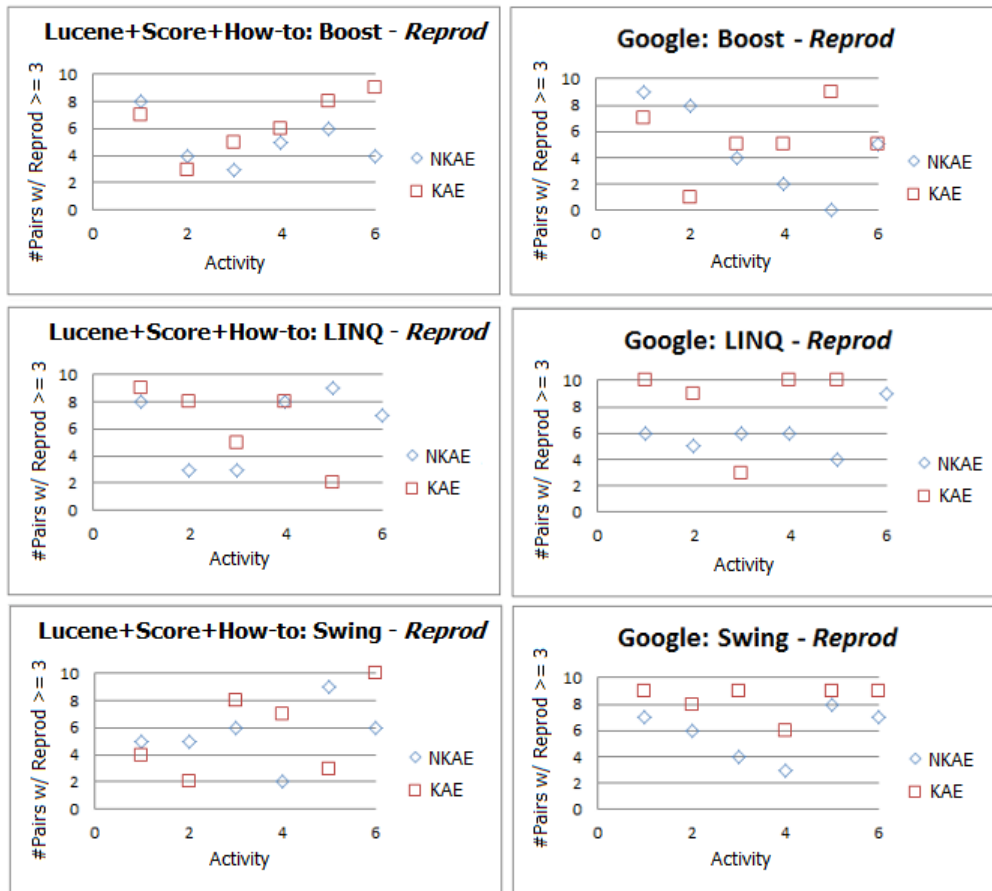 Lucene+Score+How-to: Boost - Reprod
#Pairs w/ Reprod >= 3
10
8
6
4
2
0
0 2 4 6
Activity
NKAE
KAE
Google: Boost - Reprod
#Pairs w/ Reprod >= 3
10
8
6
4
2
0
0 2 4 6
Activity
NKAE
KAE
Lucene+Score+How-to: LINQ - Reprod
#Pairs w/ Reprod >= 3
10
8
6
4
2
0
0 2 4 6
Activity
NKAE
KAE
Google: LINQ - Reprod
#Pairs w/ Reprod >= 3
10
8
6
4
2
0
0 2 4 6
Activity
NKAE
KAE
Lucene+Score+How-to: Swing - Reprod
#Pairs w/ Reprod >= 3
10
8
6
4
2
0
0 2 4 6
Activity
NKAE
KAE
Google: Swing - Reprod
#Pairs w/ Reprod >= 3
10
8
6
4
2
0
0 2 4 6
Activity
NKAE
KAE